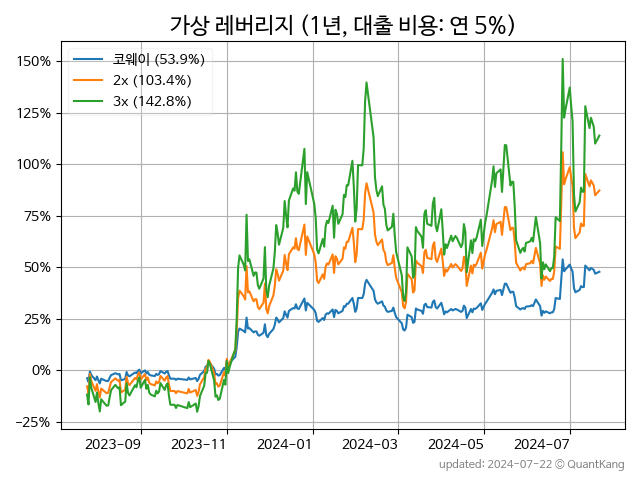 가상 레버리지 (1년, 대출 비용: 연 5%)
150%
125%
100%
75%
50%
25%
0%
−25%
코웨이 (53.9%)
2x (103.4%)
3x (142.8%)
2023-09
2023-11
2024-01
2024-03
2024-05
2024-07
updated: 2024-07-22 © QuantKang